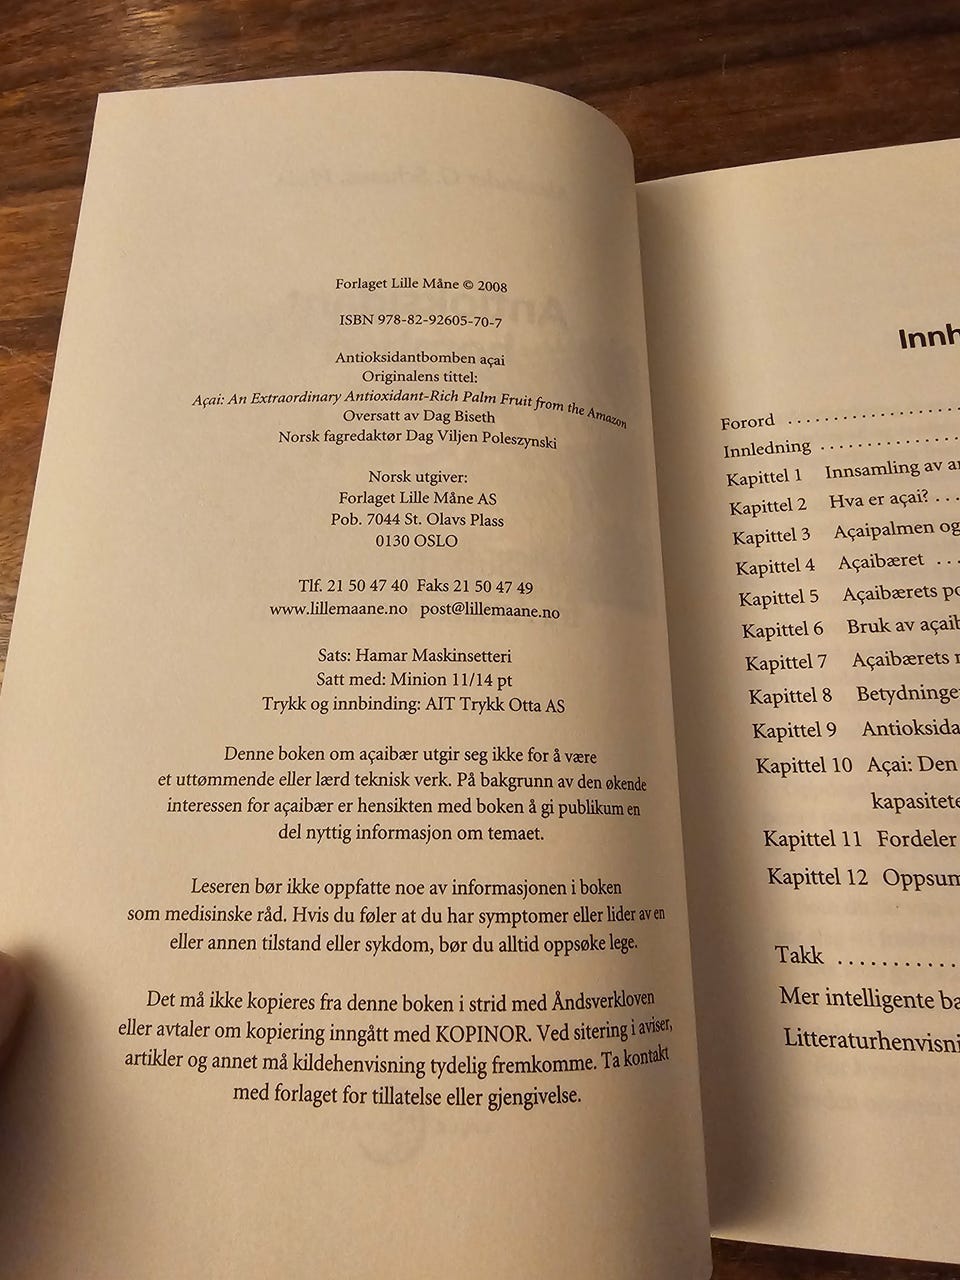 Forlaget Lille Måne © 2008
ISBN 978-82-92605-70-7
Antioksidantbomben açai
Originalens tittel:
Açai: An Extraordinary Antioxidant-Rich Palm Fruit from the Amazon
Oversatt av Dag Biseth
Norsk fagredaktør Dag Viljen Poleszynski
Norsk utgiver:
Forlaget Lille Måne AS
Pob. 7044 St. Olavs Plass
0130 OSLO
Tlf. 21 50 47 40 Faks 21 50 47 49
www.lillemaane.no post@lillemaane.no
Sats: Hamar Maskinsetteri
Satt med: Minion 11/14 pt
Trykk og innbinding: AIT Trykk Otta AS
Denne boken om açaibær utgir seg ikke for å være
et uttømmende eller lærd teknisk verk. På bakgrunn av den økende
interessen for açaibær er hensikten med boken å gi publikum en
del nyttig informasjon om temaet.
Leseren bør ikke oppfatte noe av informasjonen i boken
som medisinske råd. Hvis du føler at du har symptomer eller lider av en
eller annen tilstand eller sykdom, bør du alltid oppsøke lege.
Det må ikke kopieres fra denne boken i strid med Åndsverkloven
eller avtaler om kopiering inngått med KOPINOR. Ved sitering i aviser,
artikler og annet må kildehenvisning tydelig fremkomme. Ta kontakt
med forlaget for tillatelse eller gjengivelse.
Innh
Forord . . . . . . . . . . . . . . . .
Innledning . . . . . . . . . . . . .
Kapittel 1 Innsamling av
Kapittel 2 Hva er açai? . . .
Kapittel 3 Açaipalmen og
Kapittel 4 Açaibæret . . .
Kapittel 5 Açaibærets po
Kapittel 6 Bruk av açaib
Kapittel 7 Açaibærets
Kapittel 8 Betydninge
Kapittel 9 Antioksida
Kapittel 10 Açai: Den
kapasitete
Kapittel 11 Fordeler
Kapittel 12 Oppsum
Takk . . . . . . . . . . .
Mer intelligente ba
Litteraturhenvisni